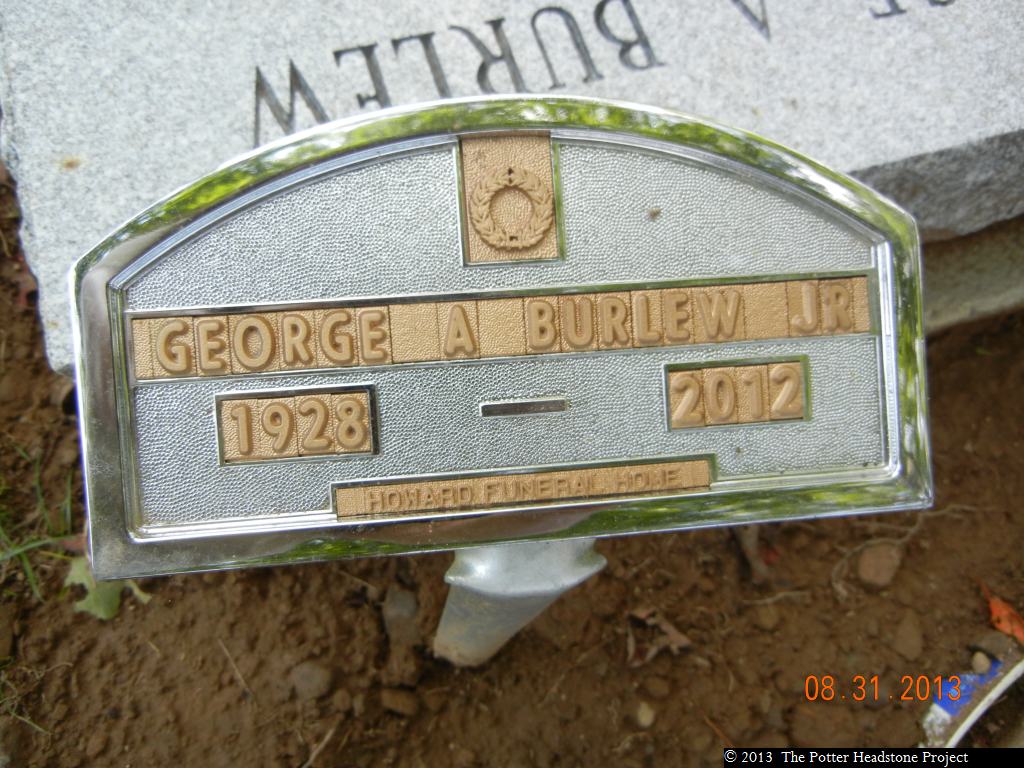 A BURLEW
GEORGE A BURLEW JR
1928 — 2012
HOWARD FUNERAL HOME
08.31.2013
© 2013 The Potter Headstone Project